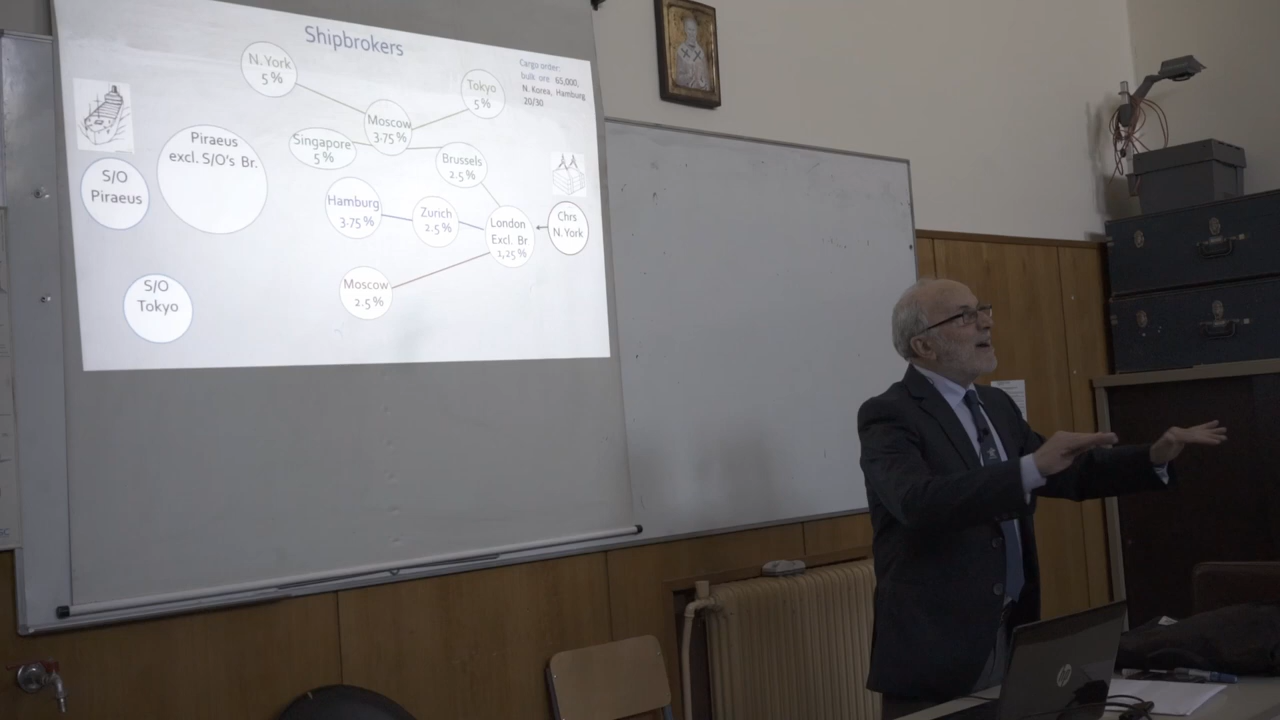 Shipbrokers
N. York
5 %
Tokyo
5 %
Cargo order:
bulk ore 65,000,
N. Korea, Hamburg
20/30
Moscow
3.75 %
Piraeus
excl. S/O's Br.
Singapore
5 %
Brussels
2.5 %
S/O
Piraeus
Hamburg
3.75 %
Zurich
2.5 %
London
Excl. Br.
1,25 %
Chrs
N. York
S/O
Tokyo
Moscow
2.5 %
hp